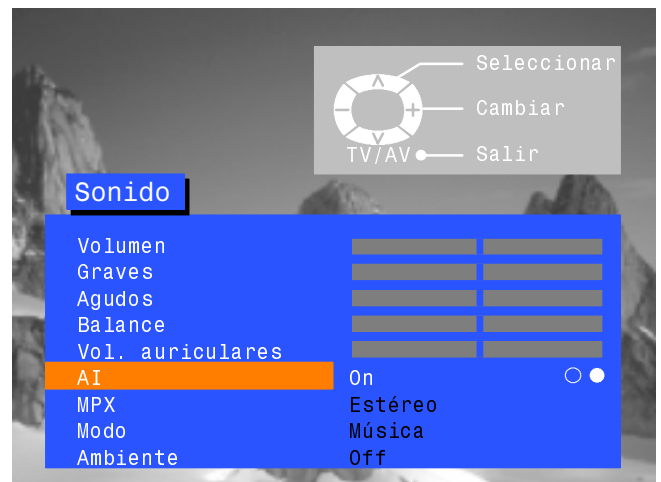 Seleccionar
Cambiar
TV/AV Salir
Sonido
Volumen
Graves
Agudos
Balance
Vol. auriculares
AI On
MPX Estéreo
Modo Música
Ambiente Off